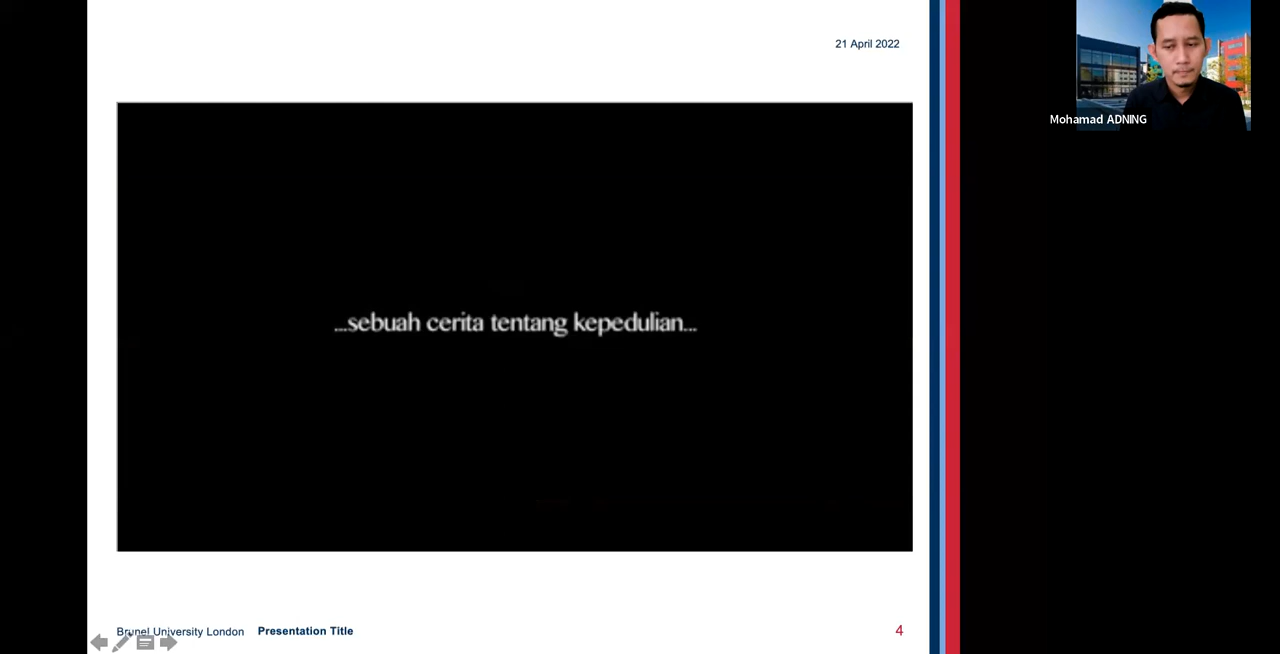 21 April 2022
Mohamad ADNING
...sebuah cerita tentang kepedulian...
Brunel University London Presentation Title
4